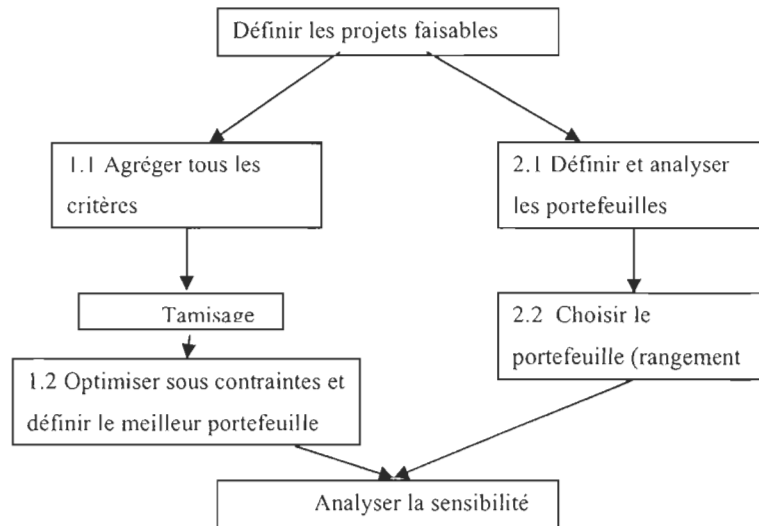 Définir les projets faisables
1.1 Agréger tous les
critères
2.1 Définir et analyser
les portefeuilles
Tamisage
2.2 Choisir le
portefeuille (rangement
1.2 Optimiser sous contraintes et
définir le meilleur portefeuille
Analyser la sensibilité